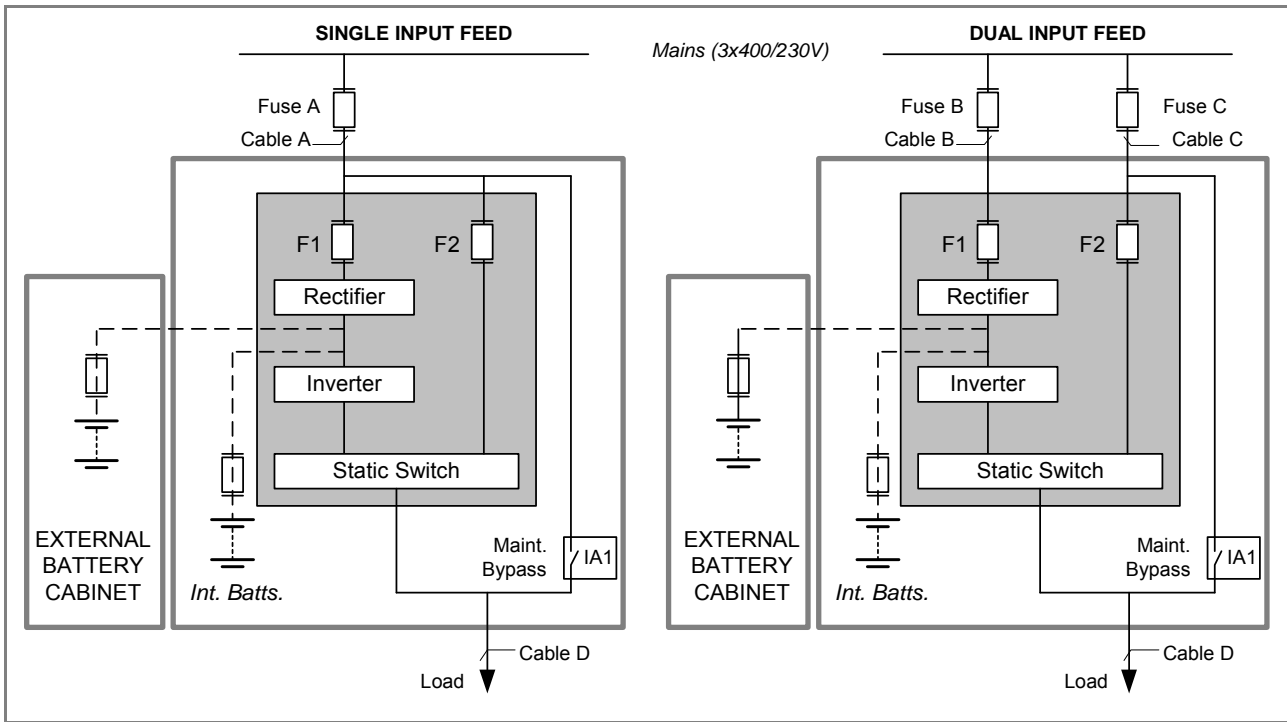 SINGLE INPUT FEED
Mains (3x400/230V)
DUAL INPUT FEED
Fuse A
Cable A
F1
F2
Rectifier
Inverter
Static Switch
EXTERNAL
BATTERY
CABINET
Int. Batts.
Maint.
Bypass
IA1
Cable D
Load
Fuse B
Fuse C
Cable B
Cable C
F1
F2
Rectifier
Inverter
Static Switch
EXTERNAL
BATTERY
CABINET
Int. Batts.
Maint.
Bypass
IA1
Cable D
Load